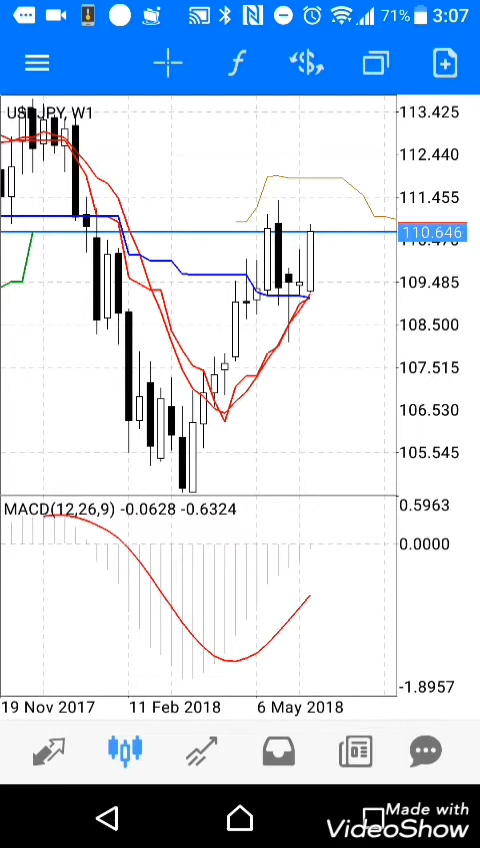 71% 3:07
f $
USDJPY, W1
113.425
112.440
111.455
110.646
110.470
109.485
108.500
107.515
106.530
105.545
MACD(12,26,9) -0.0628 -0.6324
0.5963
0.0000
-1.8957
19 Nov 2017 11 Feb 2018 6 May 2018
Made with
VideoShow